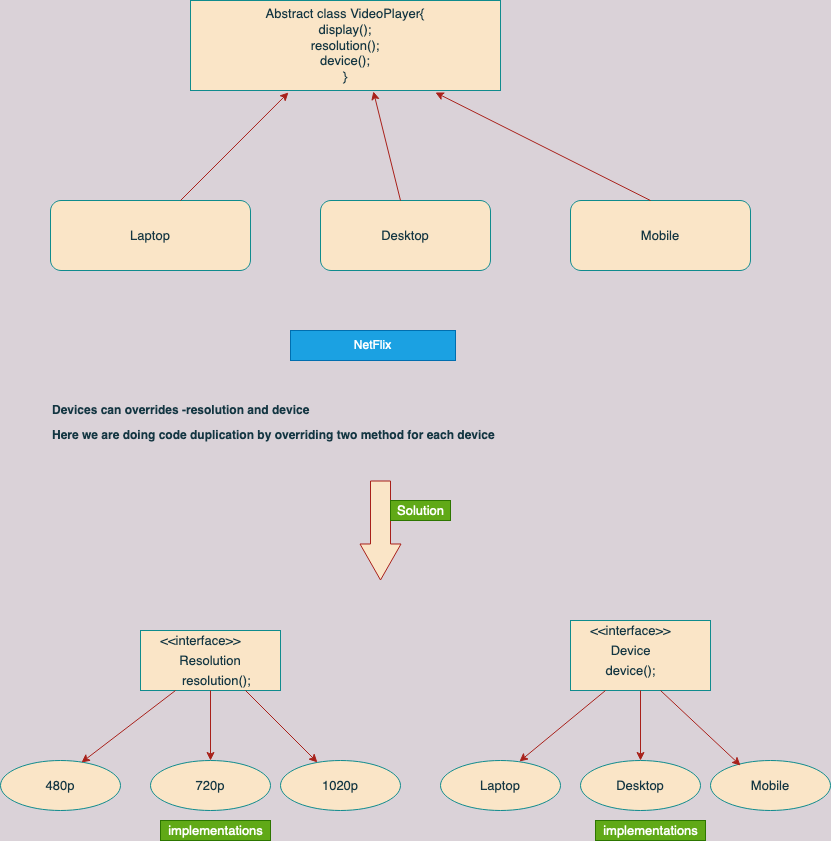 Abstract class VideoPlayer{
display();
resolution();
device();
}
Laptop
Desktop
Mobile
NetFlix
Devices can overrides -resolution and device
Here we are doing code duplication by overriding two method for each device
Solution
<<interface>>
Resolution
resolution();
<<interface>>
Device
device();
480p
720p
1020p
Laptop
Desktop
Mobile
implementations
implementations